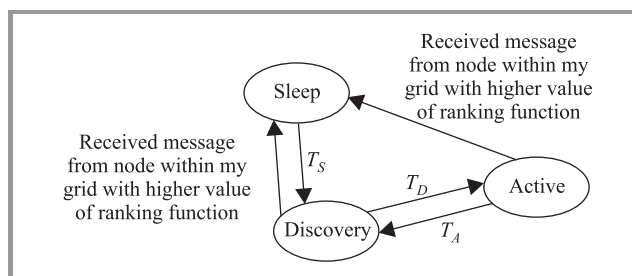 Received message
from node within my
grid with higher value
of ranking function
Sleep
Received message
from node within my
grid with higher value
of ranking function
T_S
T_D
Active
Discovery
T_A